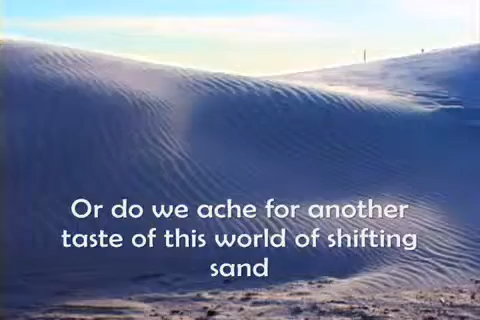 Or do we ache for another
taste of this world of shifting
sand